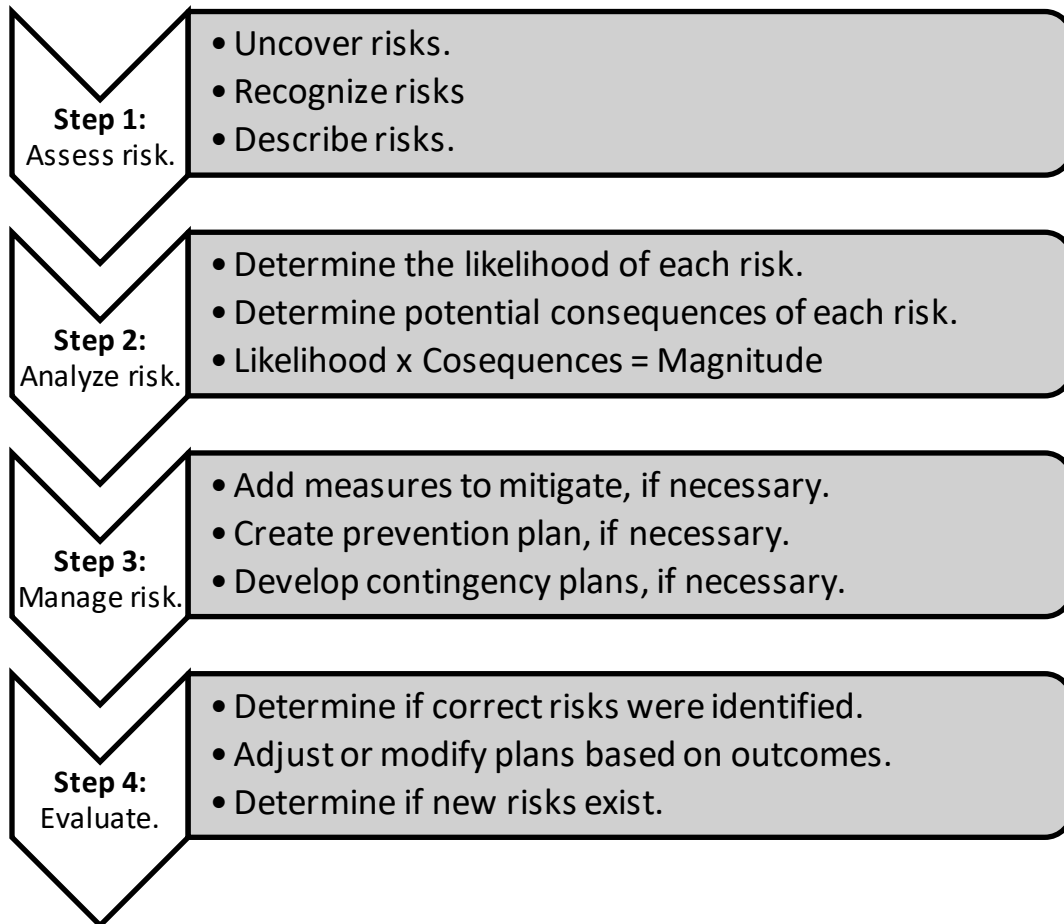 Step 1:
Assess risk.
• Uncover risks.
• Recognize risks
• Describe risks.
Step 2:
Analyze risk.
• Determine the likelihood of each risk.
• Determine potential consequences of each risk.
• Likelihood x Cosequences = Magnitude
Step 3:
Manage risk.
• Add measures to mitigate, if necessary.
• Create prevention plan, if necessary.
• Develop contingency plans, if necessary.
Step 4:
Evaluate.
• Determine if correct risks were identified.
• Adjust or modify plans based on outcomes.
• Determine if new risks exist.